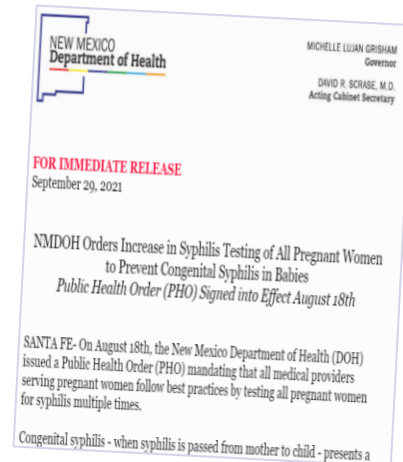 NEW MEXICO
Department of Health
MICHELLE LUJAN GRISHAM
Governor
DAVID R. SCRASE, M.D.
Acting Cabinet Secretary
FOR IMMEDIATE RELEASE
September 29, 2021
NMDOH Orders Increase in Syphilis Testing of All Pregnant Women
to Prevent Congenital Syphilis in Babies
Public Health Order (PHO) Signed into Effect August 18th
SANTA FE- On August 18th, the New Mexico Department of Health (DOH)
issued a Public Health Order (PHO) mandating that all medical providers
serving pregnant women follow best practices by testing all pregnant women
for syphilis multiple times.
Congenital syphilis - when syphilis is passed from mother to child - presents a